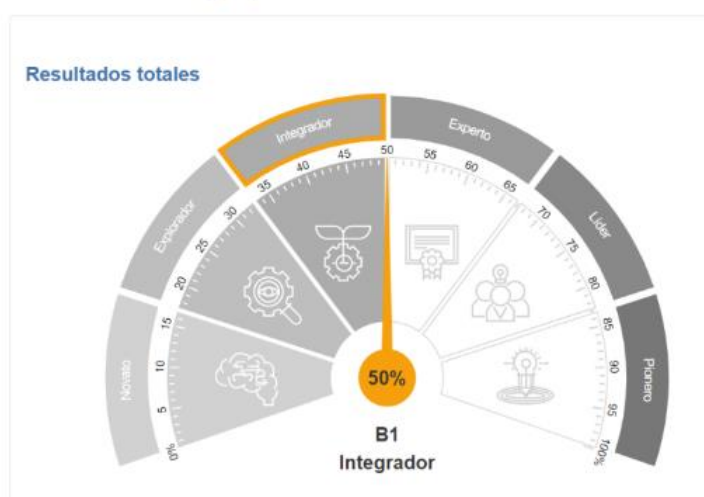 Resultados totales
Novato
Explorador
Integrador
Experto
Líder
Pionero
%0
5
10
15
20
25
30
35
40
45
50
55
60
65
70
75
80
85
90
95
100%
50%
B1
Integrador